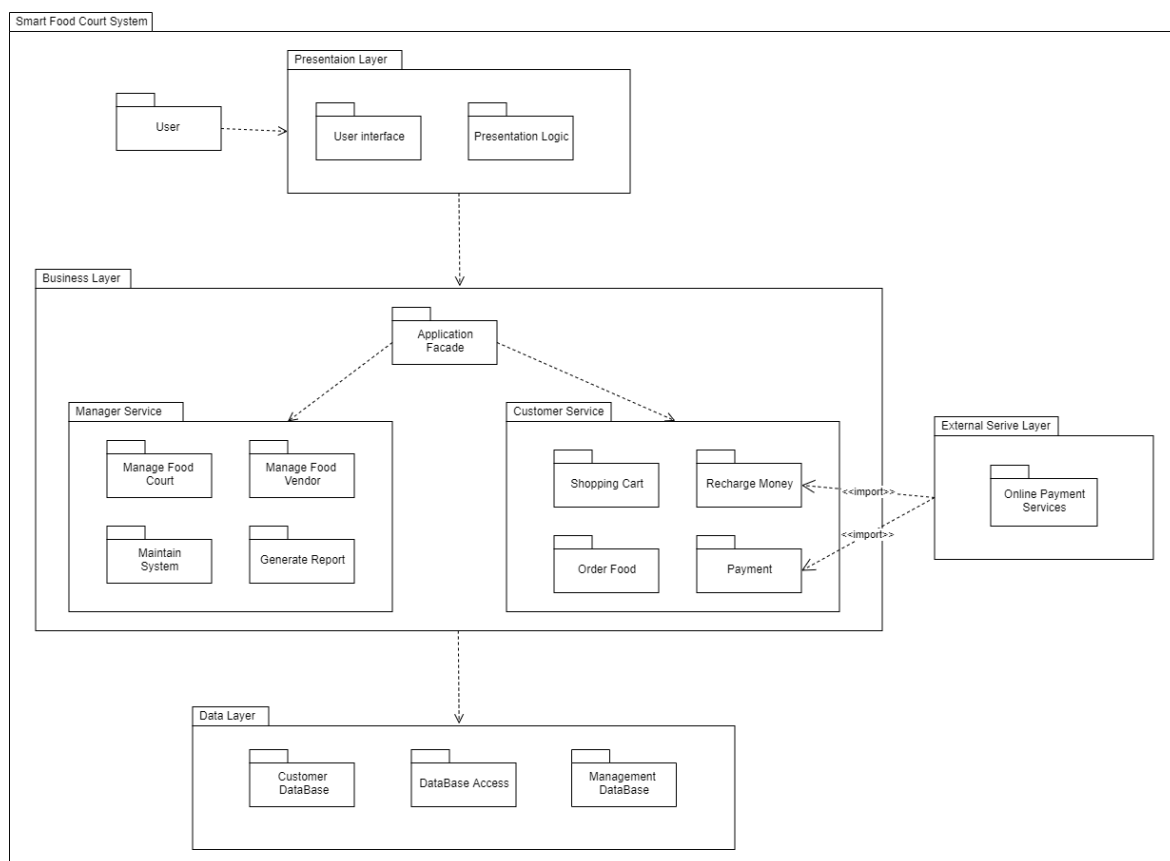 Smart Food Court System
Presentaion Layer
User
User interface
Presentation Logic
Business Layer
Application
Facade
Manager Service
Customer Service
External Serive Layer
Manage Food
Court
Manage Food
Vendor
Shopping Cart
Recharge Money
Online Payment
Services
<<import>>
<<import>>
Maintain
System
Generate Report
Order Food
Payment
Data Layer
Customer
DataBase
DataBase Access
Management
DataBase